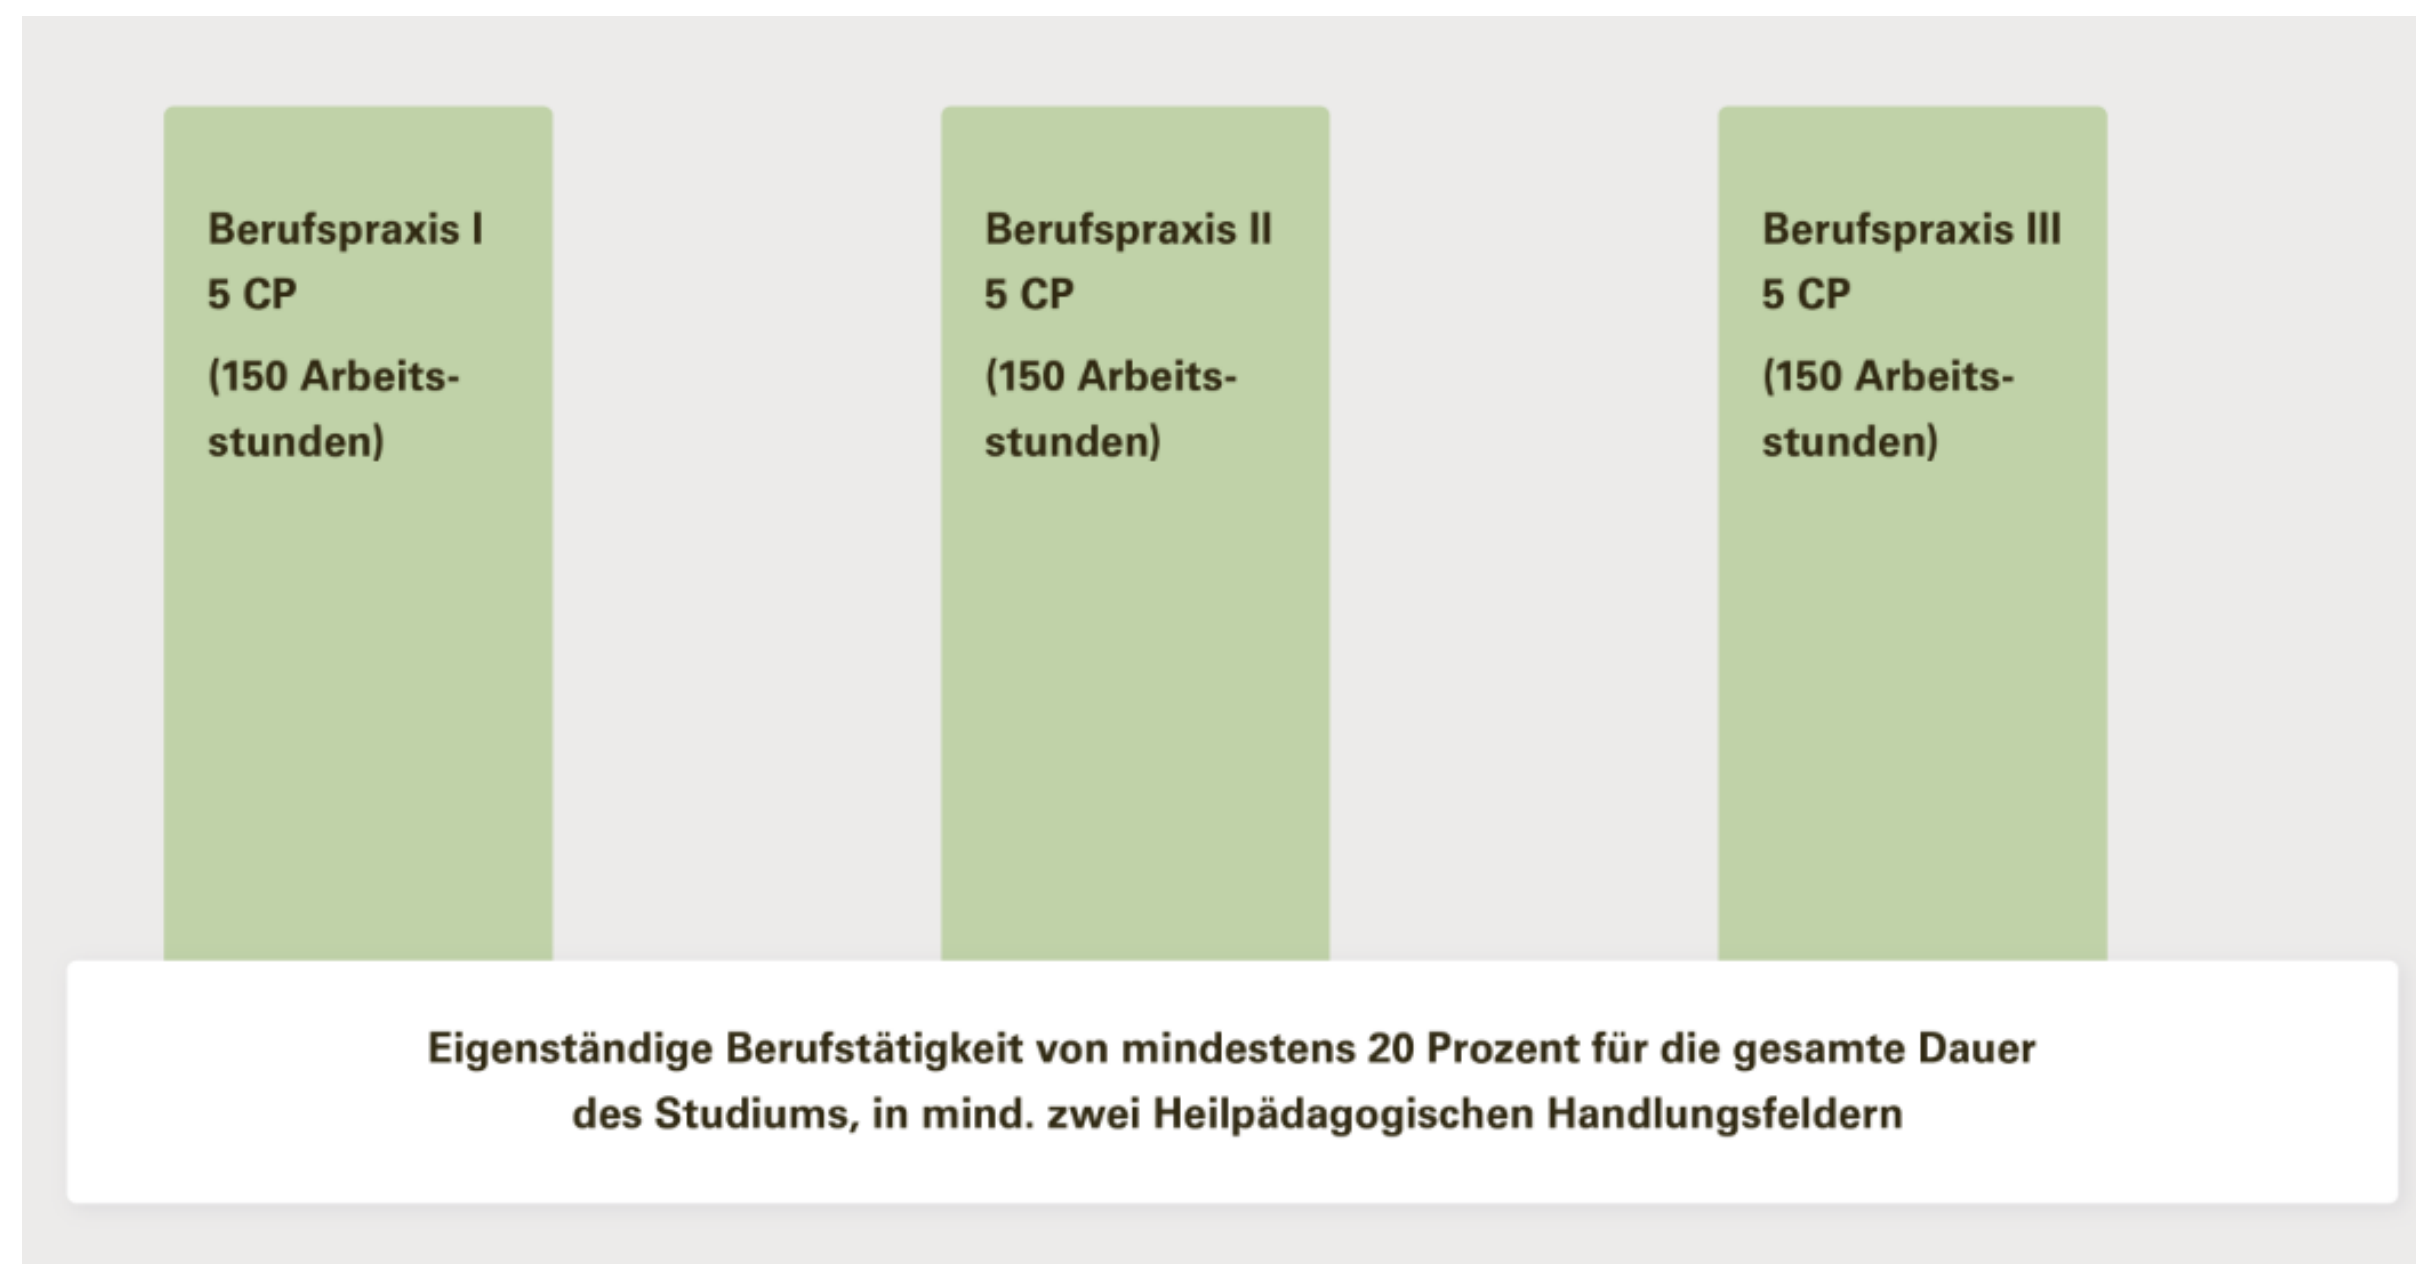 Berufspraxis I
5 CP
(150 Arbeits-
stunden)
Berufspraxis II
5 CP
(150 Arbeits-
stunden)
Berufspraxis III
5 CP
(150 Arbeits-
stunden)
Eigenständige Berufstätigkeit von mindestens 20 Prozent für die gesamte Dauer
des Studiums, in mind. zwei Heilpädagogischen Handlungsfeldern